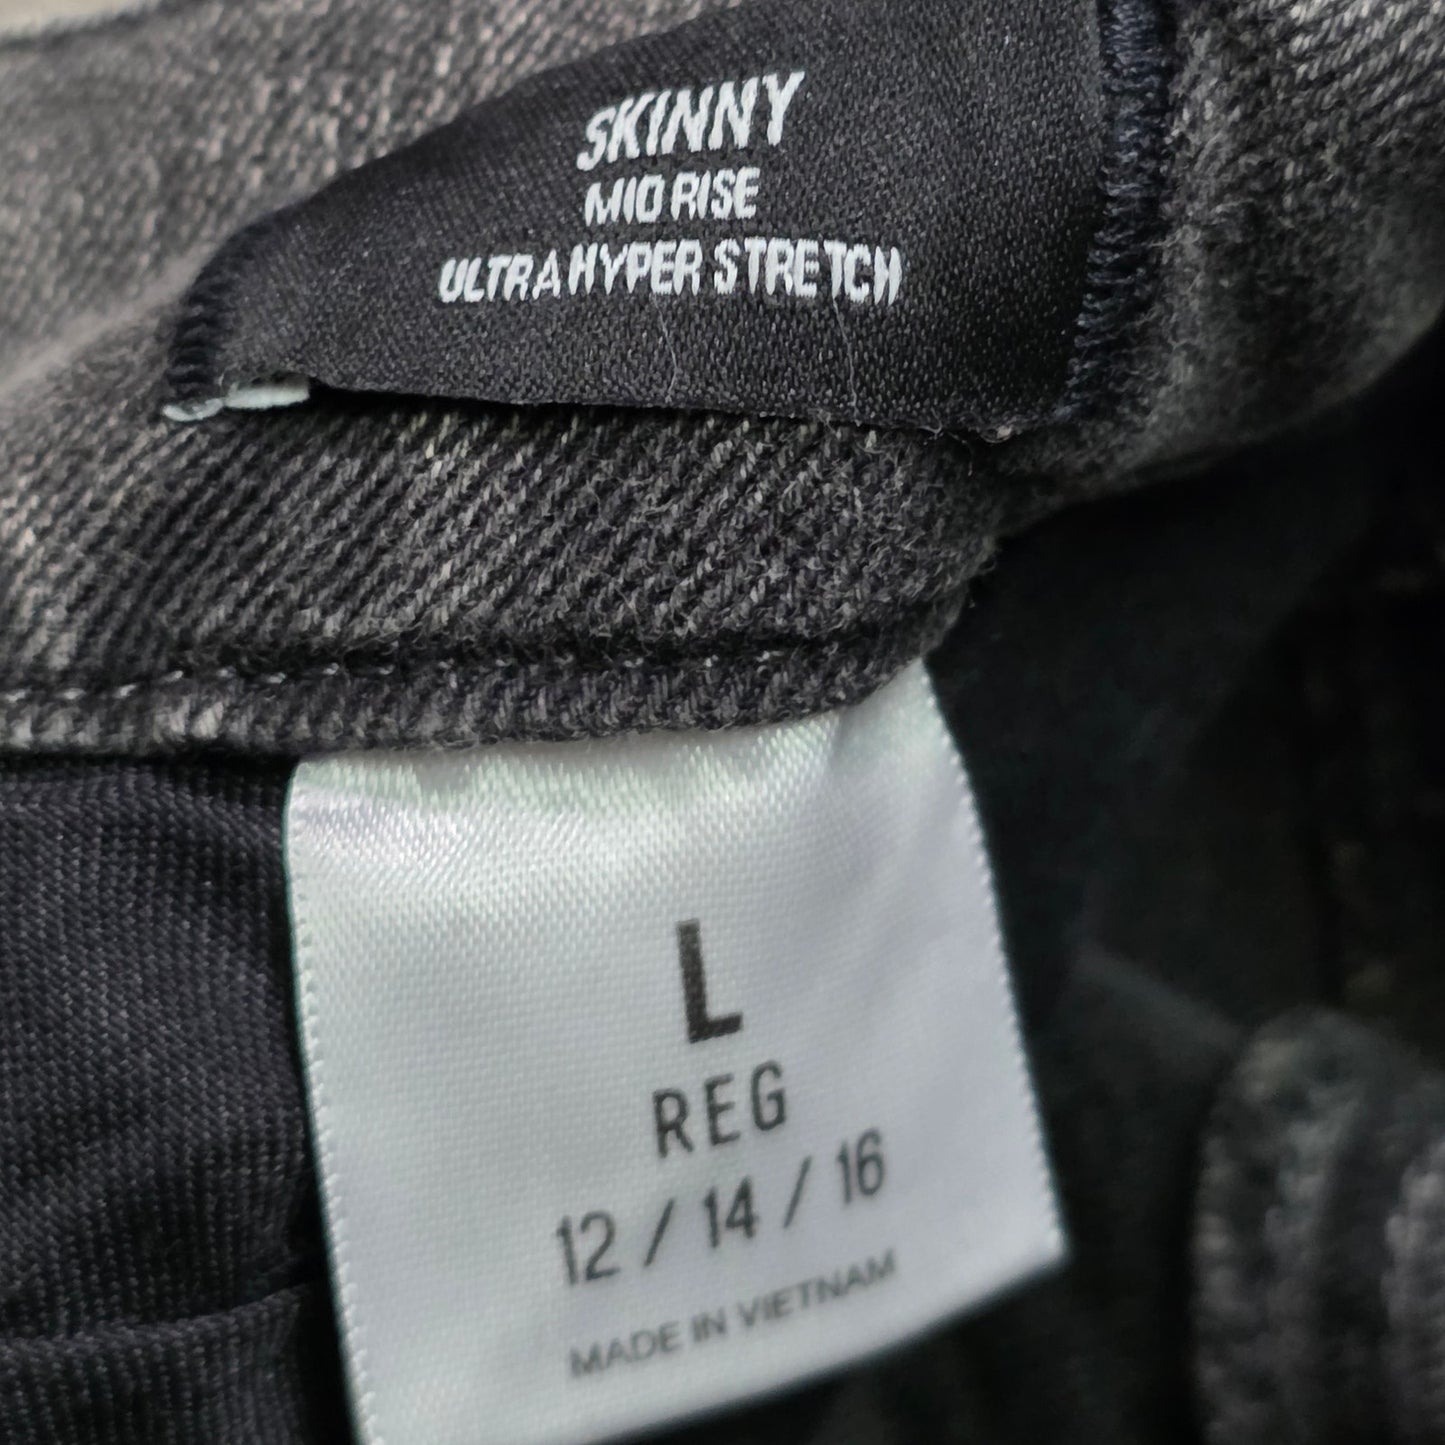 SKINNY
MID RISE
ULTRA HYPER STRETCH
L
REG
12 / 14 / 16
MADE IN VIETNAM